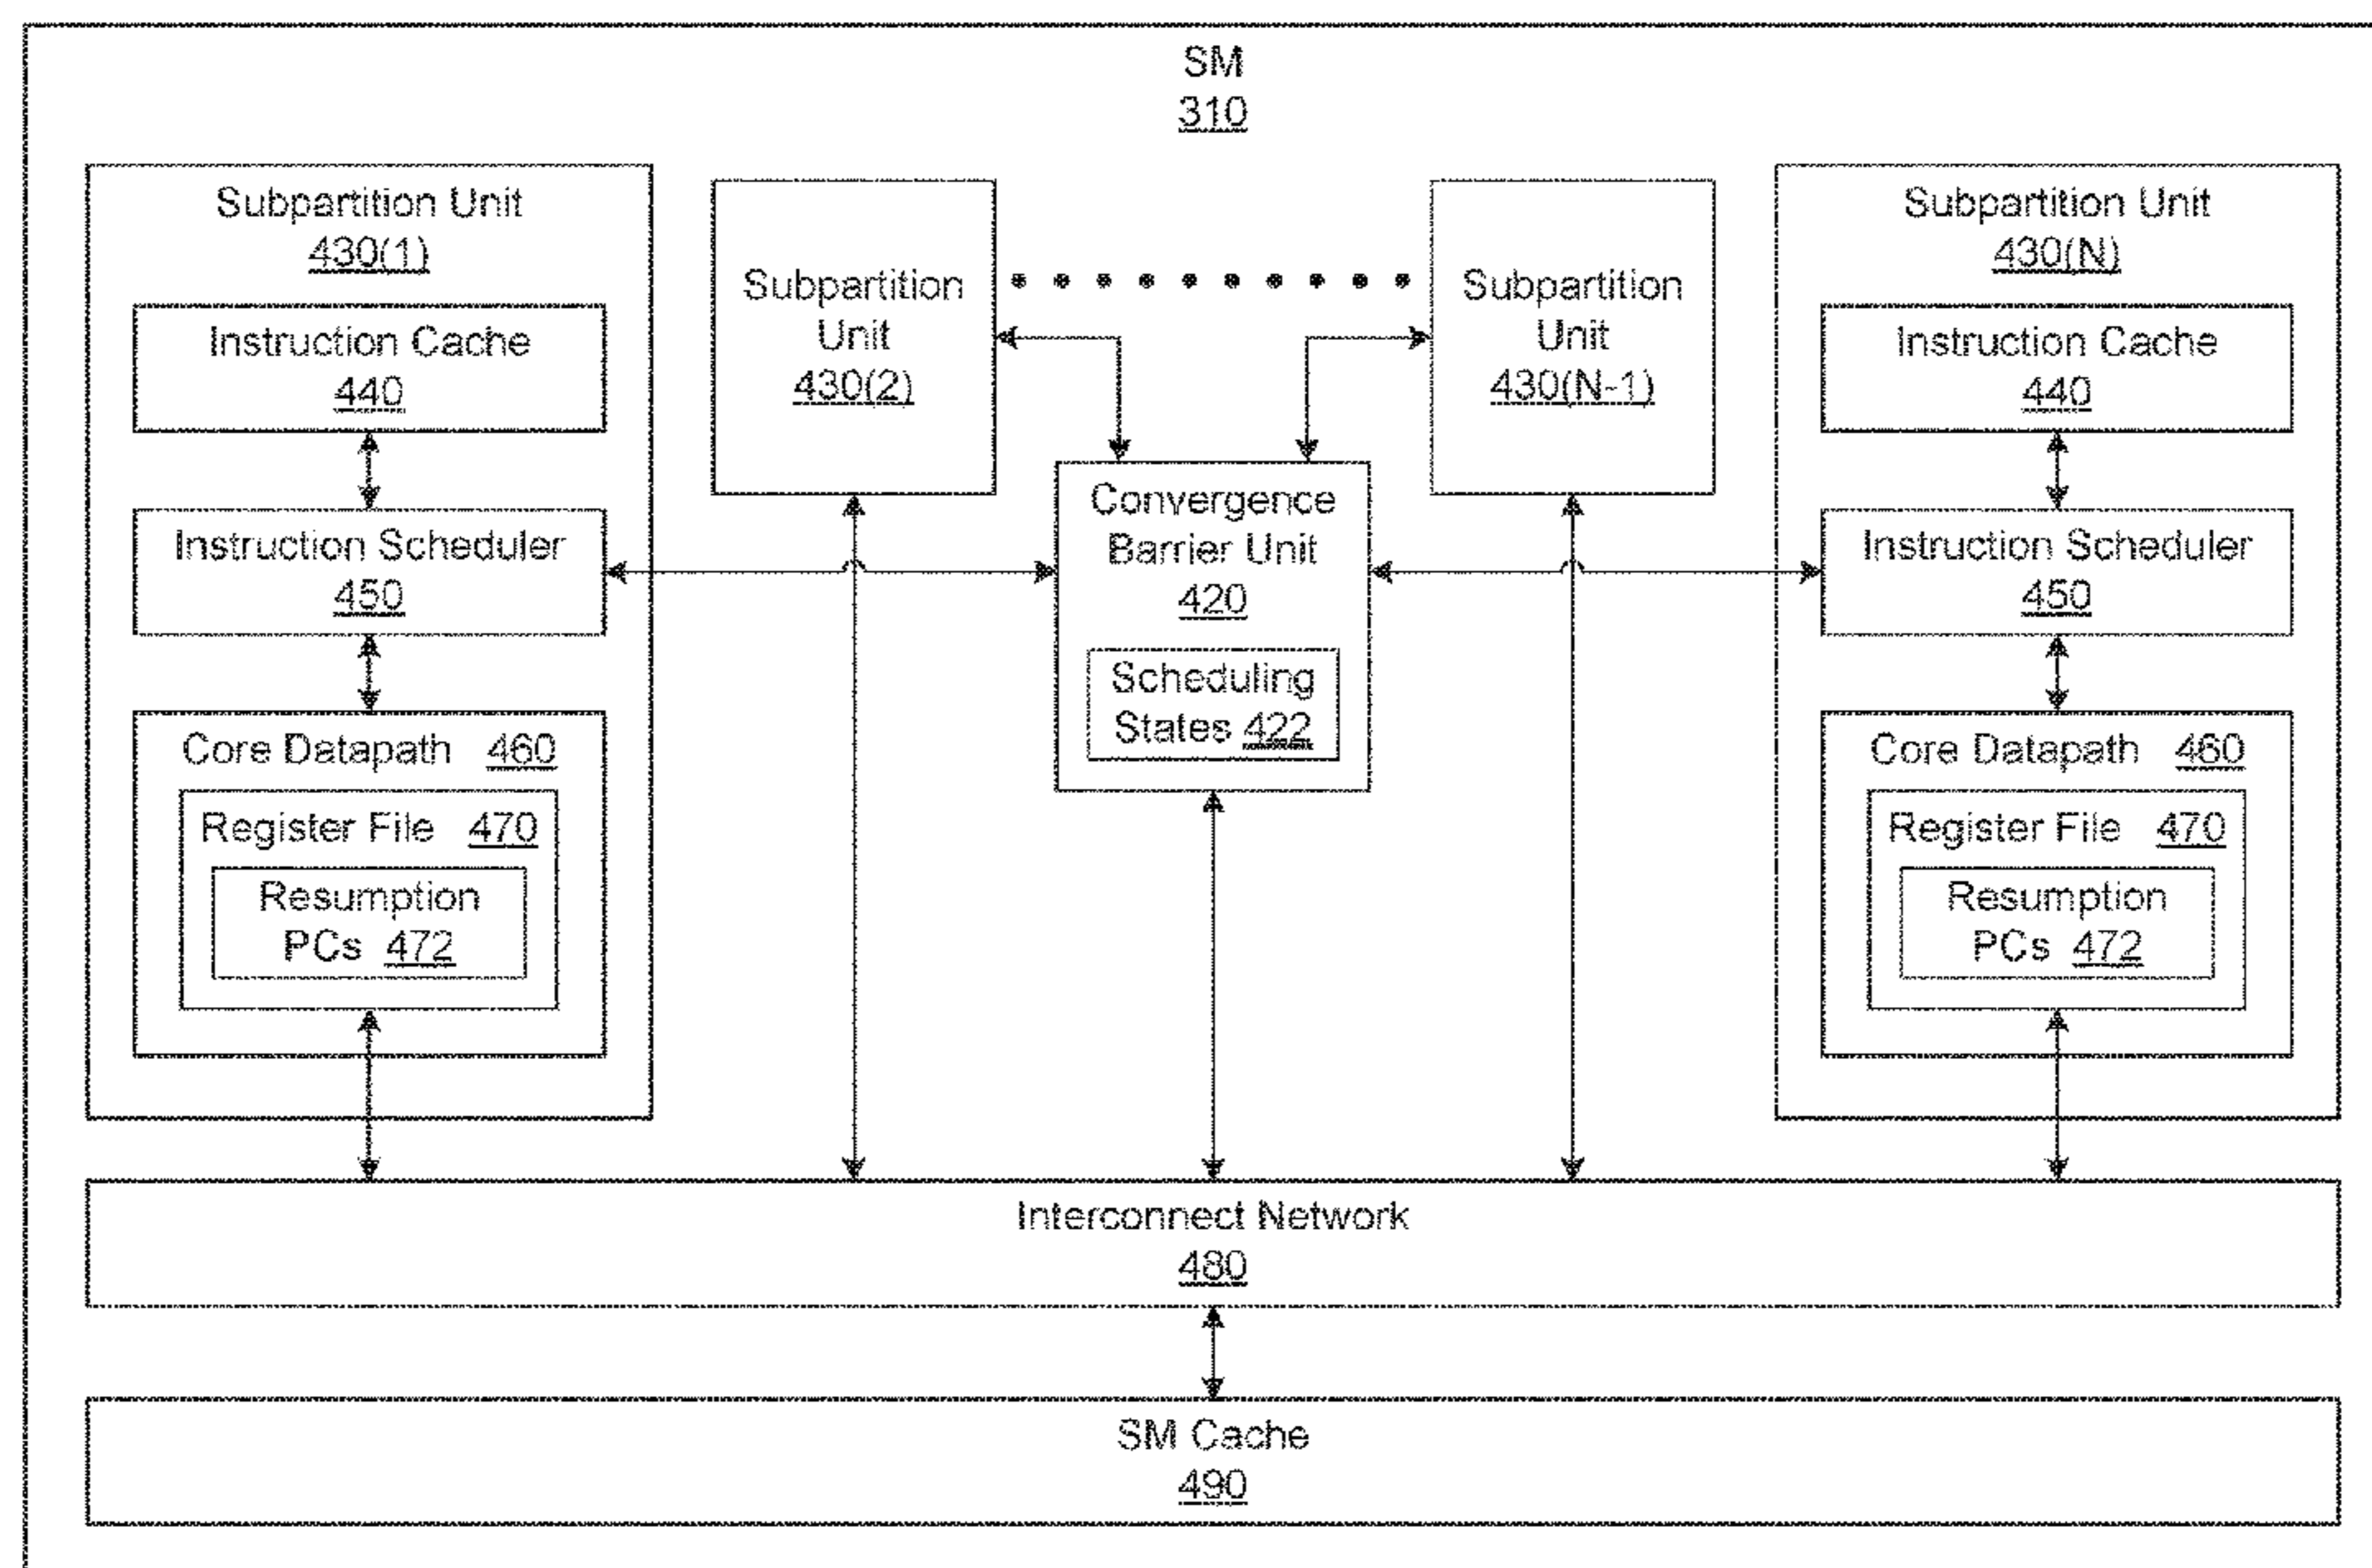 SM
310
Subpartition Unit
430(1)
Instruction Cache
440
Instruction Scheduler
450
Core Datapath 460
Register File 470
Resumption
PCs 472
Subpartition
Unit
430(2)
Convergence
Barrier Unit
420
Scheduling
States 422
Subpartition
Unit
430(N-1)
Subpartition Unit
430(N)
Instruction Cache
440
Instruction Scheduler
450
Core Datapath 460
Register File 470
Resumption
PCs 472
Interconnect Network
480
SM Cache
490